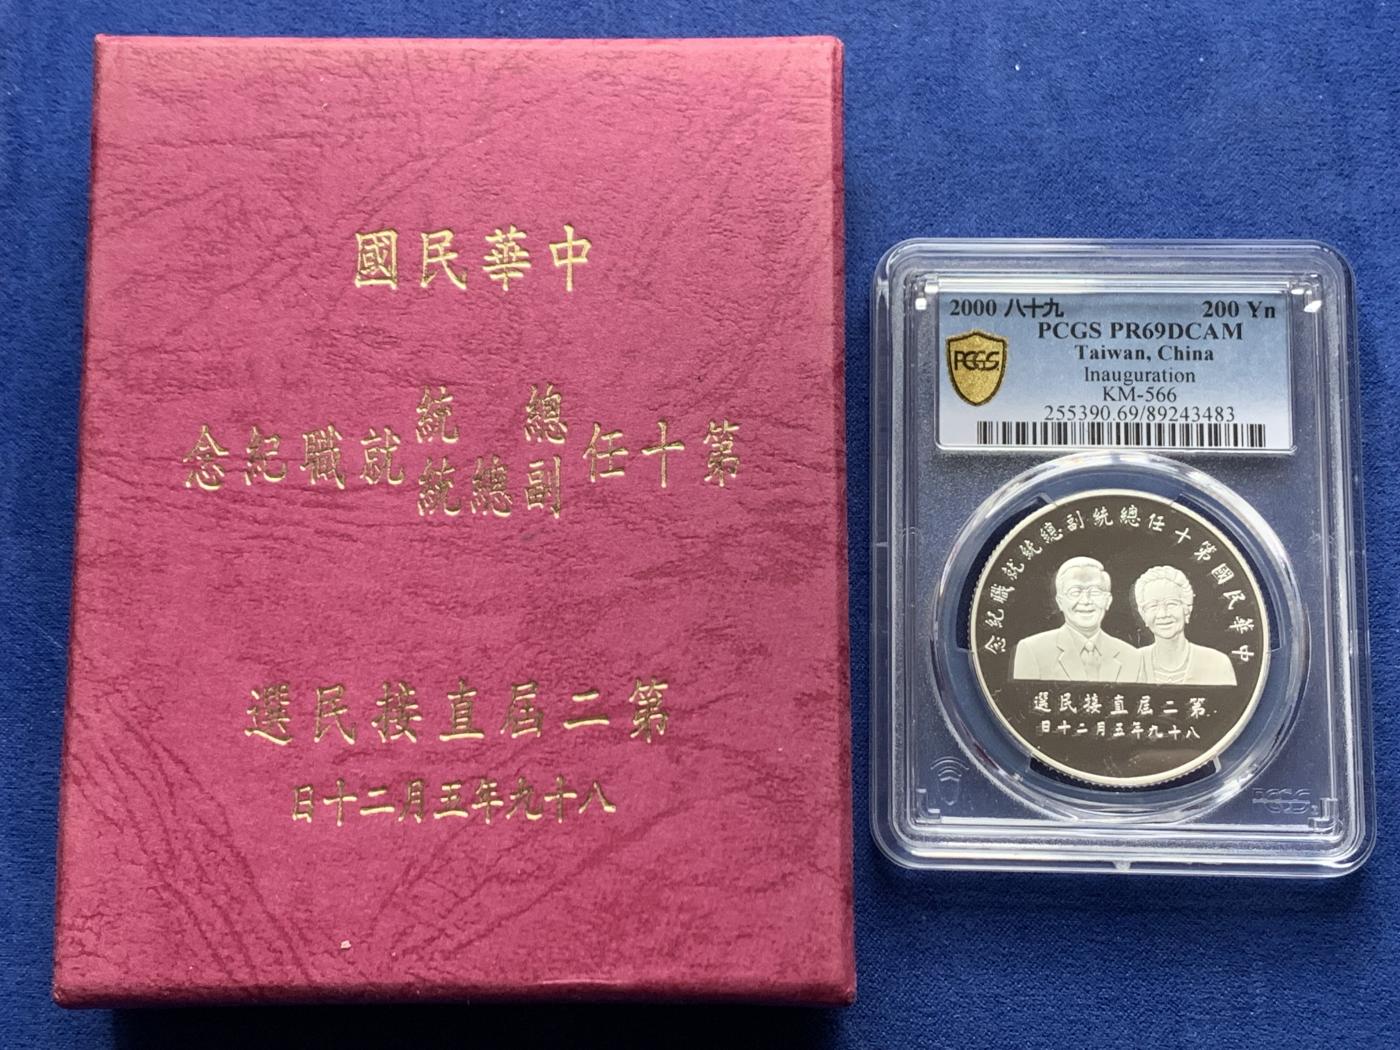 中華民國
第十任總統副總統就職紀念
第二屆直接民選
八十九年五月二十日
2000 八十九 200 Yn
PCGS PR69DCAM
Taiwan, China
Inauguration
KM-566
255390.69/89243483
PCGS
中華民國第十任總統副總統就職紀念
第二屆直接民選
八十九年五月二十日
PCGS